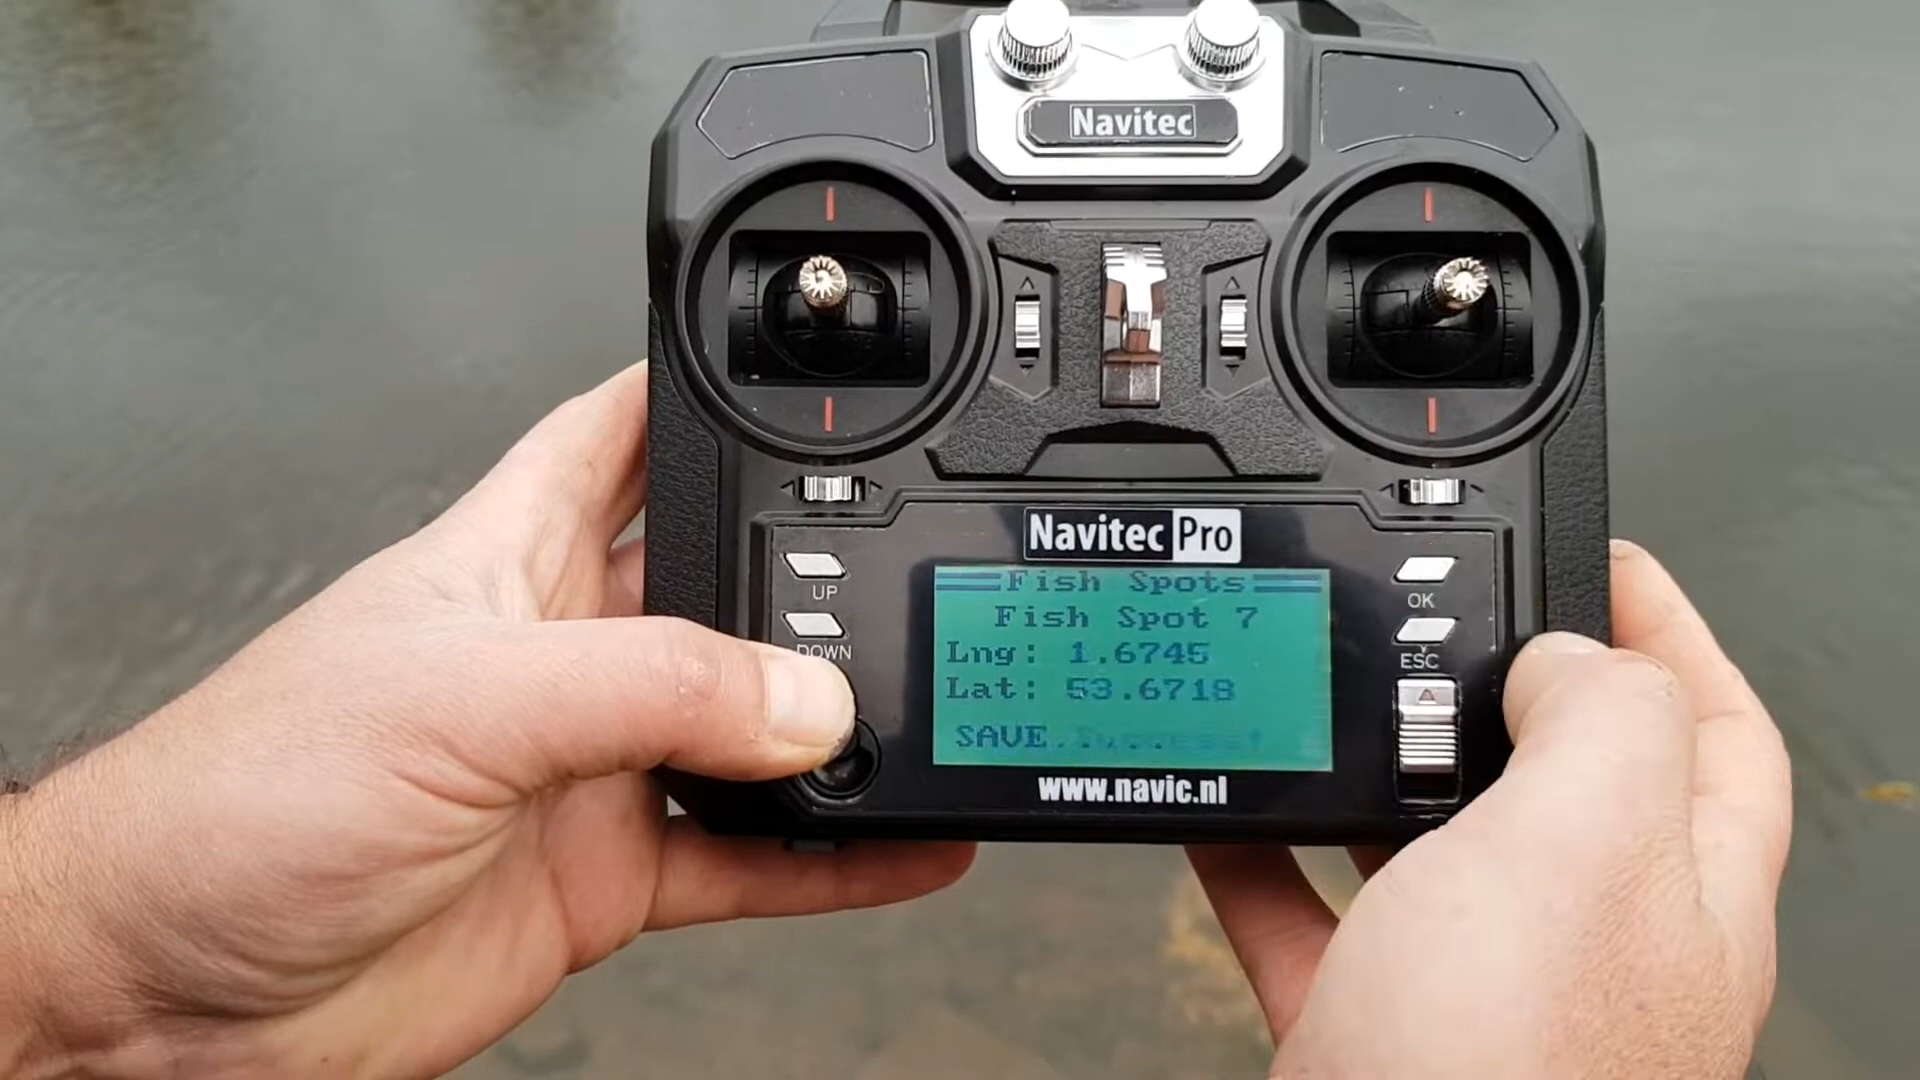 Navitec
Navitec Pro
UP
DOWN
OK
ESC
Fish Spots
Fish Spot 7
Lng: 1.6745
Lat: 53.6718
SAVE Success!
www.navic.nl